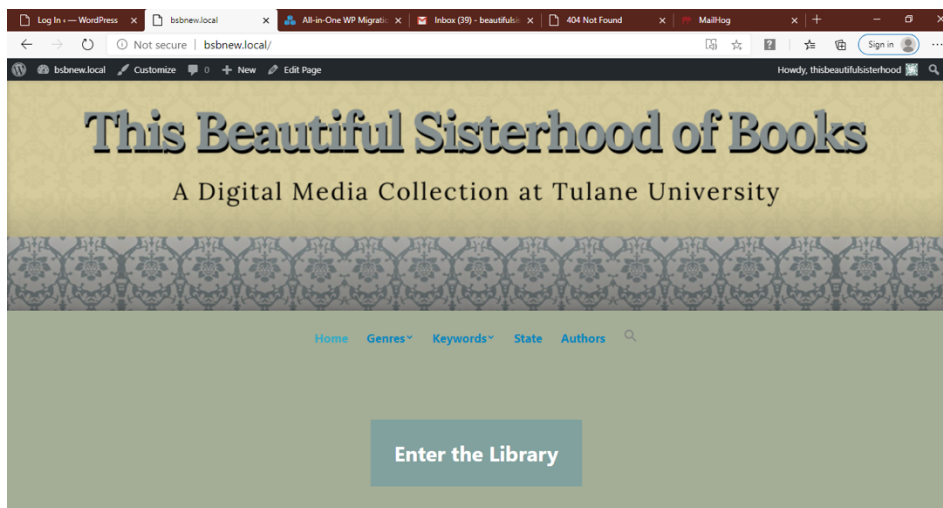 Log In ‹ — WordPress
bsbnew.local
All-in-One WP Migratio
Inbox (39) - beautifulsis
404 Not Found
MailHog
Not secure | bsbnew.local/
Sign in
bsbnew.local Customize 0 + New Edit Page
Howdy, thisbeautifulsisterhood
This Beautiful Sisterhood of Books
A Digital Media Collection at Tulane University
Home Genres Keywords State Authors
Enter the Library